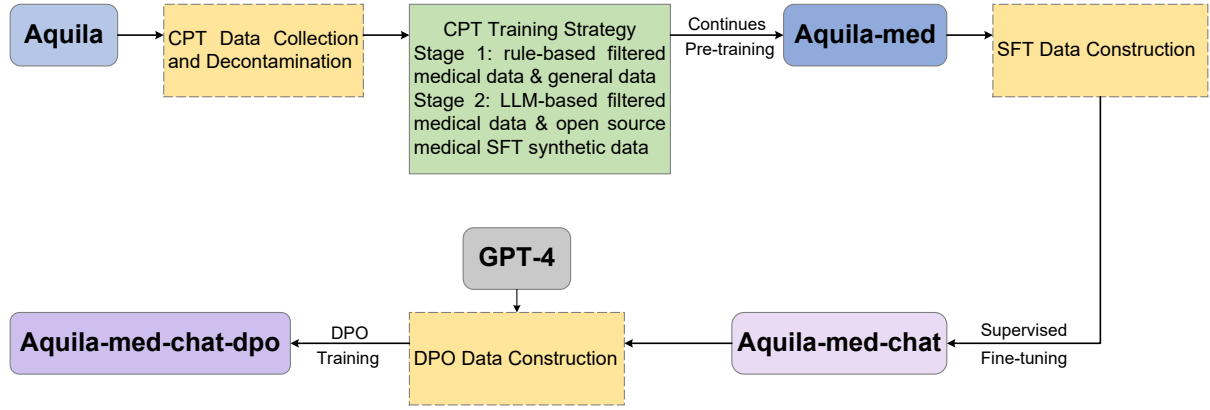 Aquila
CPT Data Collection
and Decontamination
CPT Training Strategy
Stage 1: rule-based filtered
medical data & general data
Stage 2: LLM-based filtered
medical data & open source
medical SFT synthetic data
Continues
Pre-training
Aquila-med
SFT Data Construction
GPT-4
Aquila-med-chat-dpo
DPO
Training
DPO Data Construction
Aquila-med-chat
Supervised
Fine-tuning